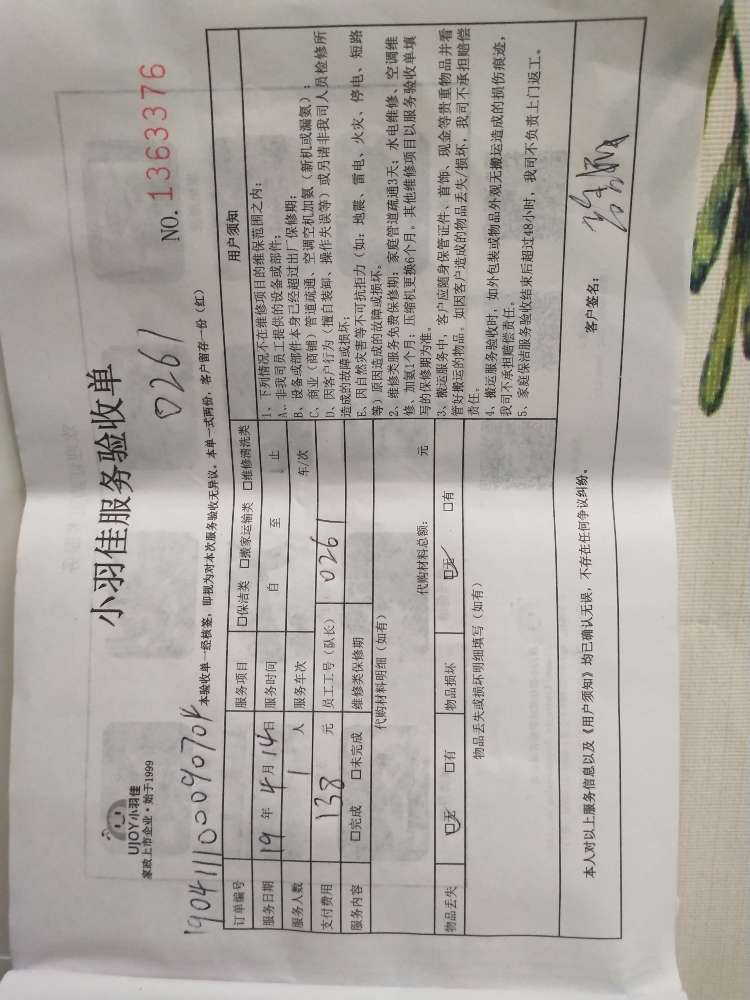 UJOY小羽佳
家政上市企业·始于1999
小羽佳服务验收单
0261
NO. 1363376
本验收单一经核签，即视为对本次服务验收无异议。本单一式两份，客户留存一份（红）
订单编号 服务项目 □保洁类 □搬家运输类 □维修清洗类
服务日期 19 年 4 月 14 日 服务时间 自 至 止
服务人数 1 人 服务车次 车/次
支付费用 138 元 员工工号（队长） 0261
服务内容 □完成 □未完成 维修类保修期
代购材料明细（如有）
代购材料总额： 元
物品丢失 ☑无 □有 物品损坏 ☑无 □有
物品丢失或损坏明细填写（如有）
用户须知
1、下列情况不在维修项目的维保范围之内：
A、非我司员工提供的设备或部件；
B、设备或部件本身已经超过出厂保修期；
C、商业（商铺）管道疏通、空调空机加氨（新机或漏氨）；
D、因客户行为（擅自装卸、操作失误等）或另请非我司人员检修所
造成的故障或损坏；
E、因自然灾害等不可抗拒力（如：地震、雷电、火灾、停电、短路
等）原因造成的故障或损坏。
2、维修类服务免费保修期：家庭管道疏通3天；水电维修、空调维
修、加氨1个月；压缩机更换6个月。其他维修项目以服务验收单填
写的保修期为准。
3、搬运服务中，客户应随身保管证件、首饰、现金等贵重物品并看
管好搬运的物品。如因客户造成的物品丢失/损坏，我司不承担赔偿
责任。
4、搬运服务验收时，如外包装或物品外观无搬运造成的损伤痕迹，
我司不承担赔偿责任。
5、家庭保洁服务验收结束后超过48小时，我司不负责上门返工。
本人对以上服务信息以及《用户须知》均已确认无误，不存在任何争议纠纷。 客户签名：